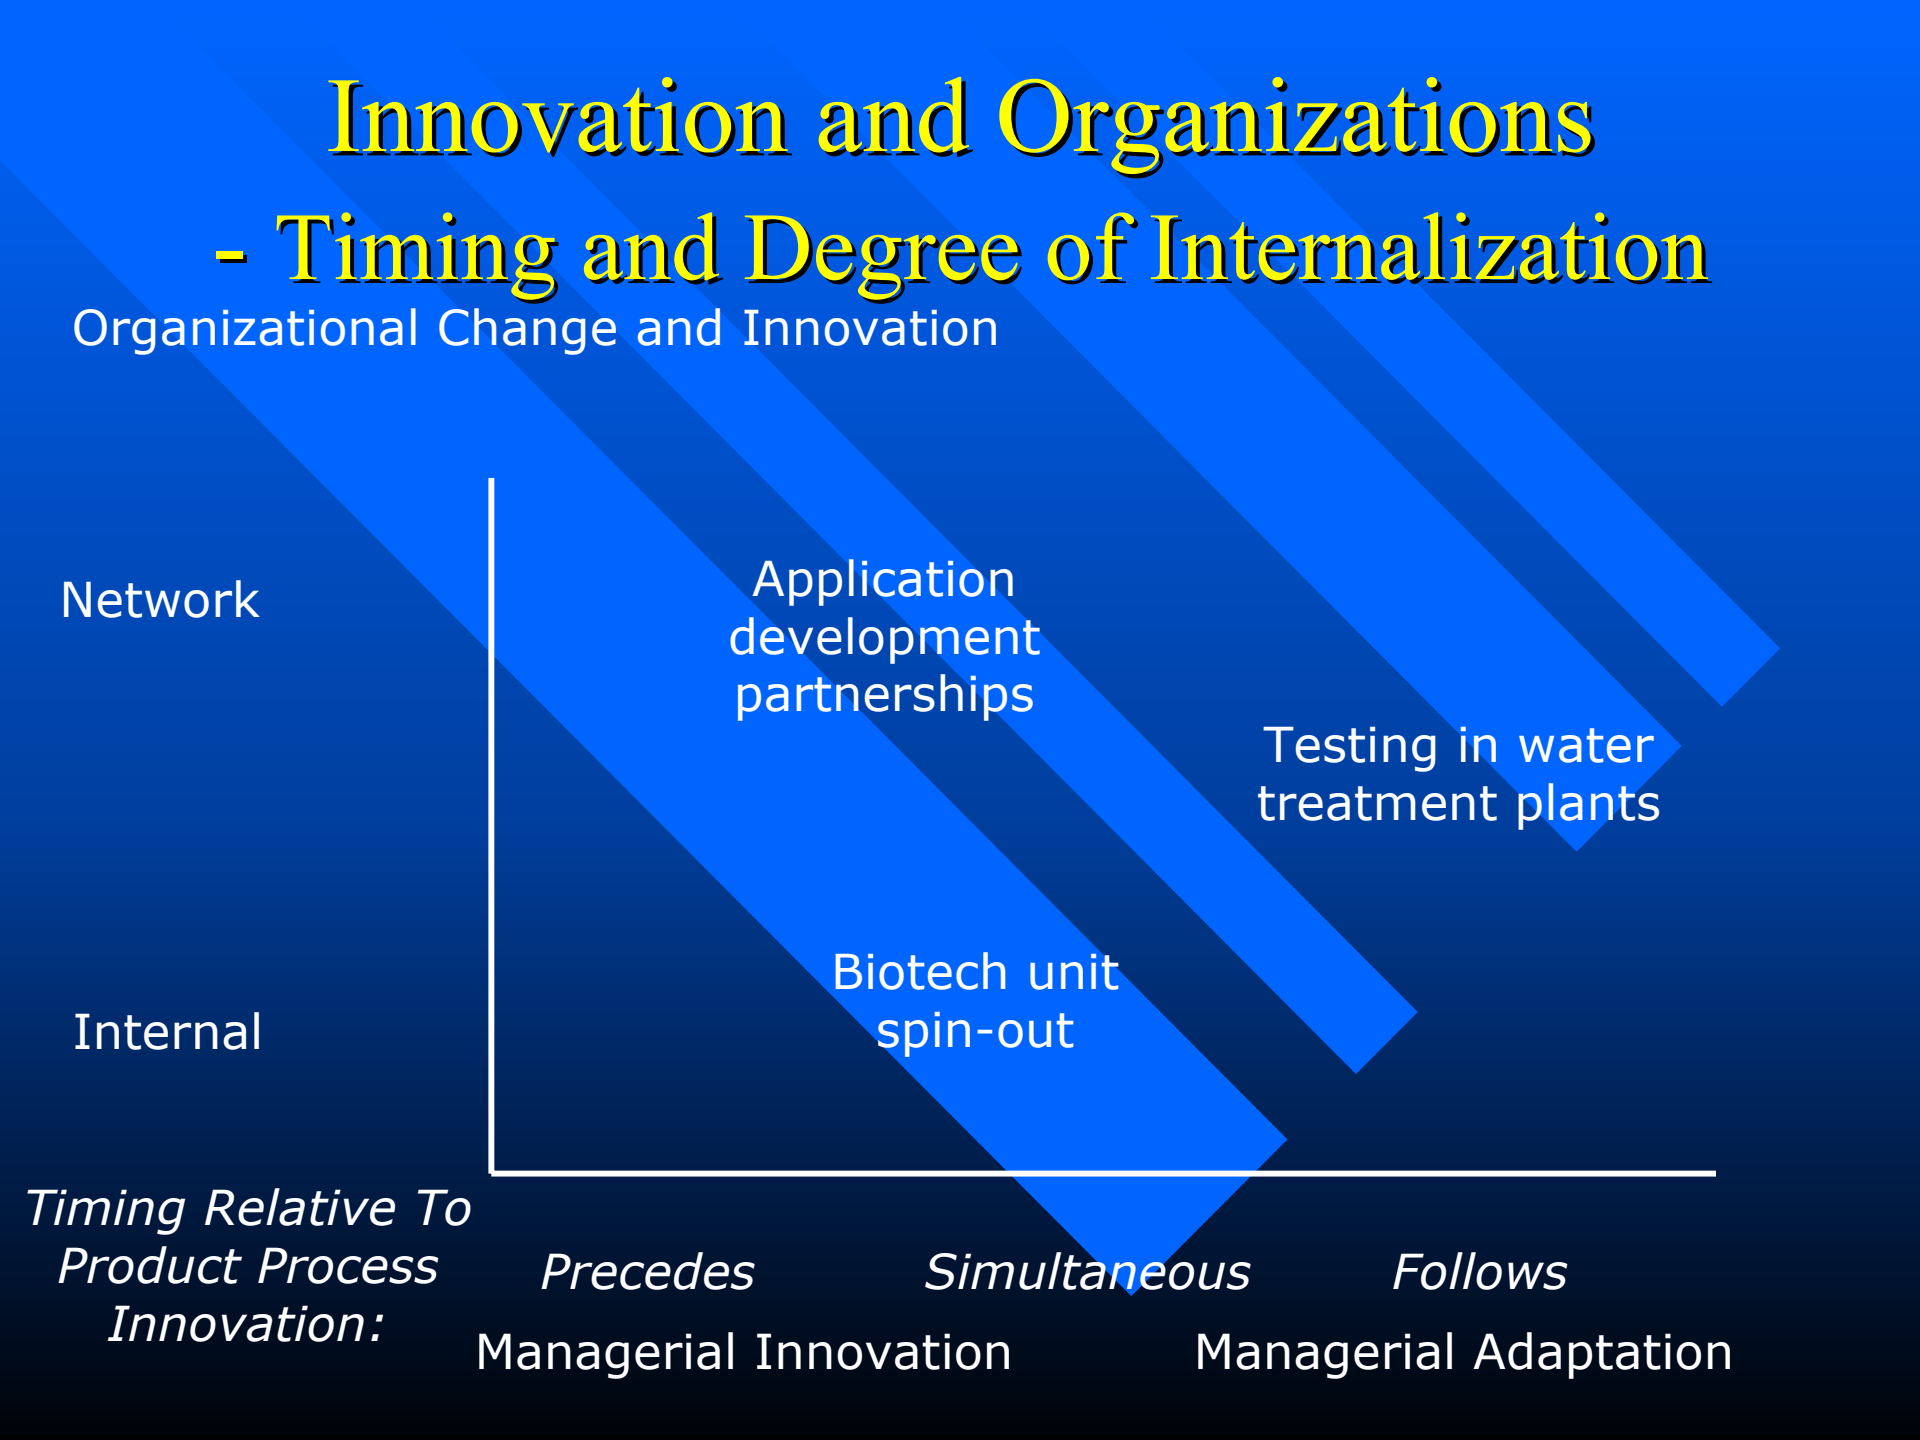 Innovation and Organizations
- Timing and Degree of Internalization
Organizational Change and Innovation
Network
Application
development
partnerships
Testing in water
treatment plants
Biotech unit
spin-out
Internal
Timing Relative To
Product Process
Innovation:
Precedes
Simultaneous
Follows
Managerial Innovation
Managerial Adaptation